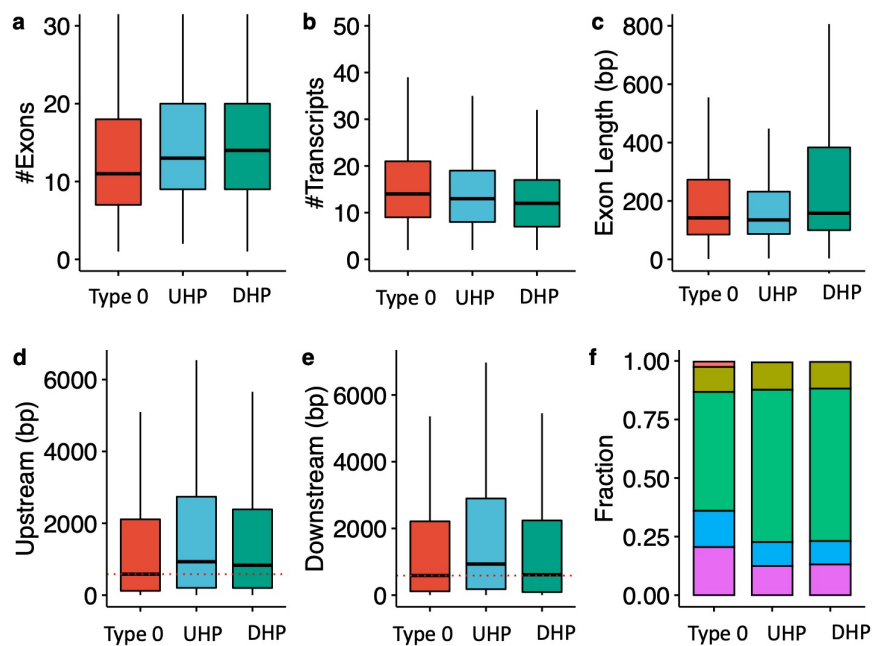 a
#Exons
30
20
10
0
Type 0 UHP DHP
b
#Transcripts
50
40
30
20
10
0
Type 0 UHP DHP
c
Exon Length (bp)
800
600
400
200
0
Type 0 UHP DHP
d
Upstream (bp)
6000
4000
2000
0
Type 0 UHP DHP
e
Downstream (bp)
6000
4000
2000
0
Type 0 UHP DHP
f
Fraction
1.00
0.75
0.50
0.25
0.00
Type 0 UHP DHP